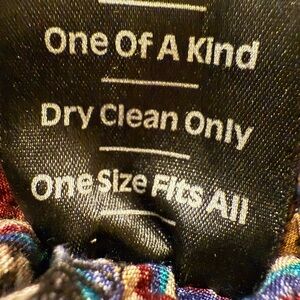 One Of A Kind
Dry Clean Only
One Size Fits All